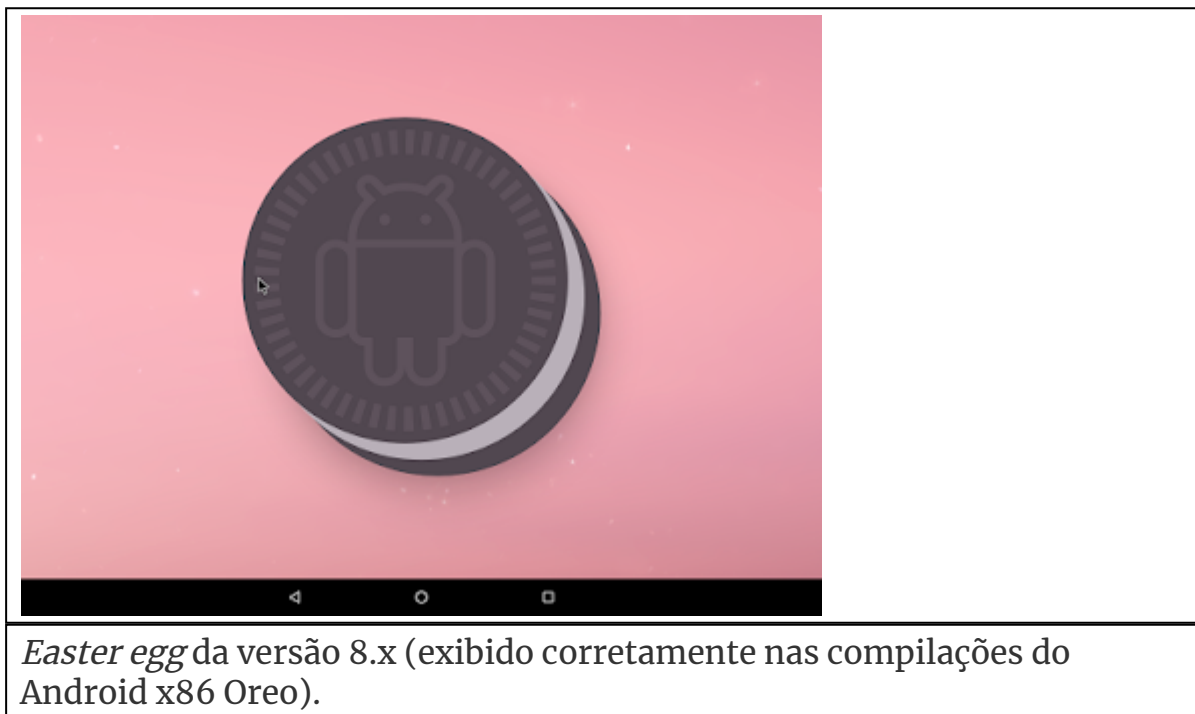 Easter egg da versão 8.x (exibido corretamente nas compilações do
Android x86 Oreo).